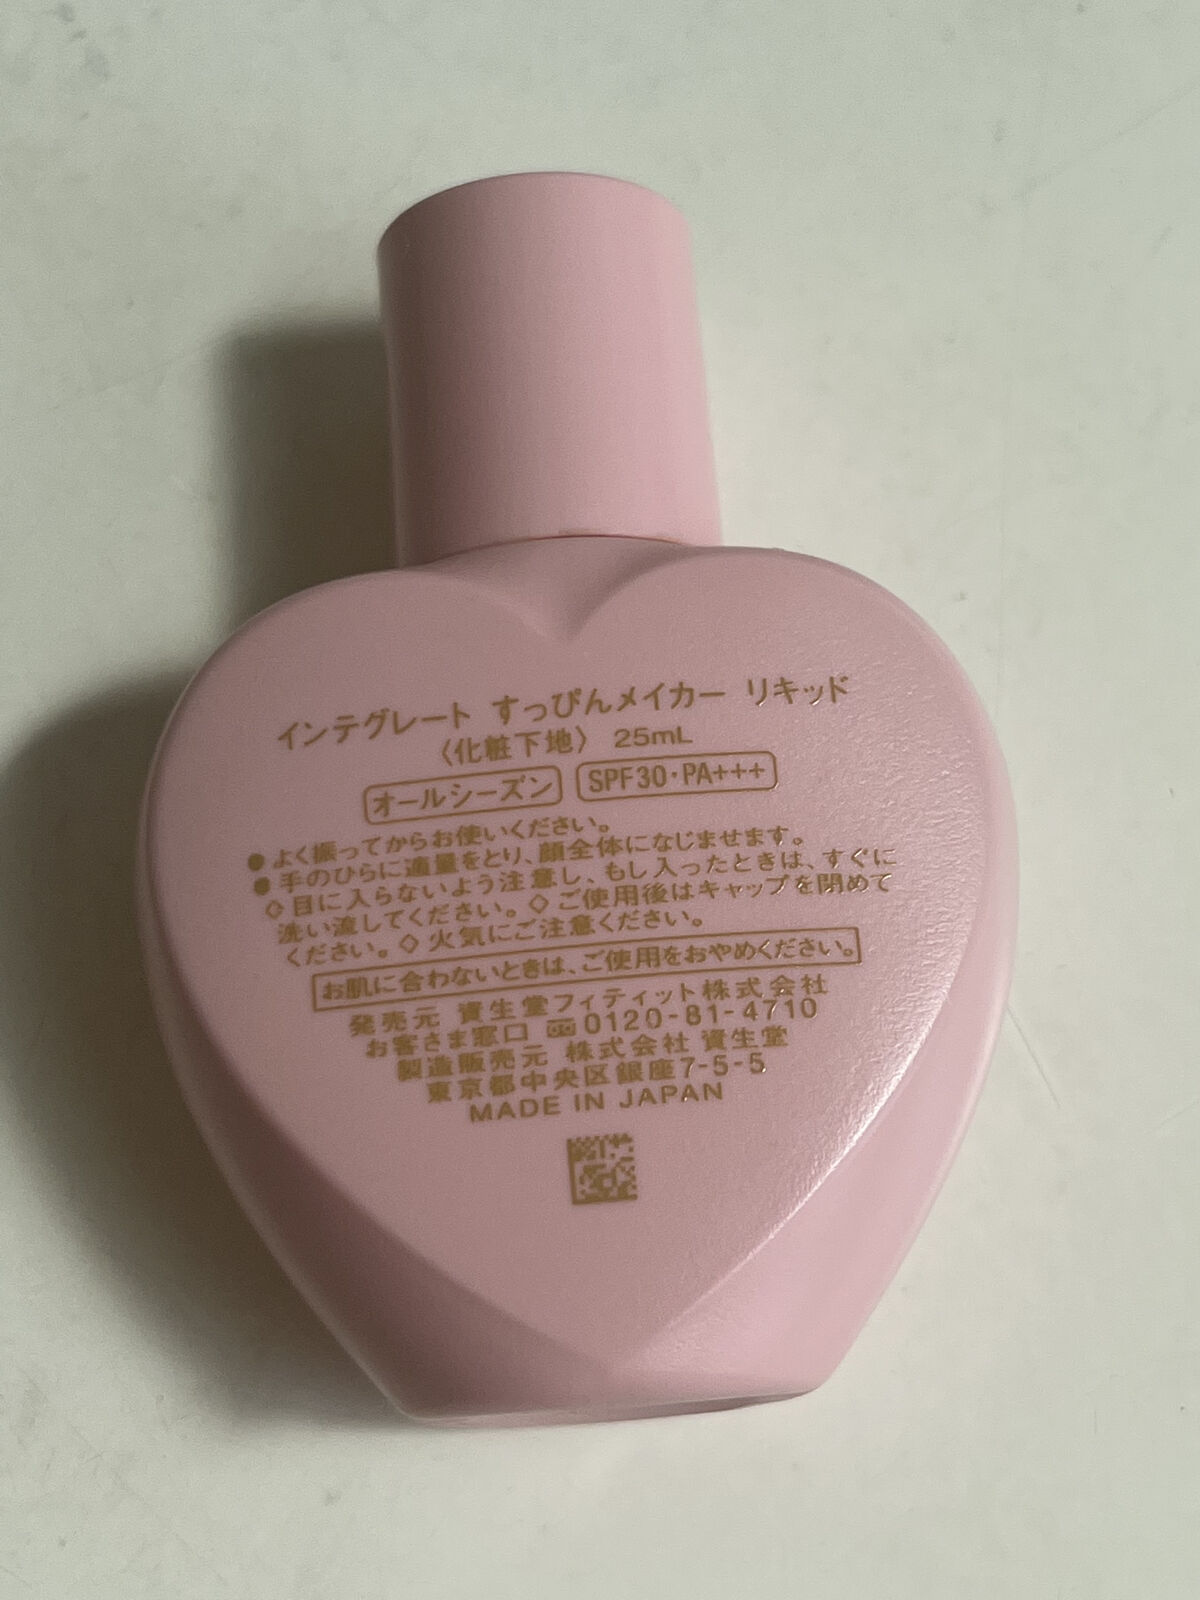 インテグレート すっぴんメイカー リキッド
〈化粧下地〉 25mL
オールシーズン SPF30・PA+++
●よく振ってからお使いください。
●手のひらに適量をとり、顔全体になじませます。
◇目に入らないよう注意し、もし入ったときは、すぐに
洗い流してください。◇ご使用後はキャップを閉めて
ください。◇火気にご注意ください。
お肌に合わないときは、ご使用をおやめください。
発売元 資生堂フィティット株式会社
お客さま窓口 0120-81-4710
製造販売元 株式会社 資生堂
東京都中央区銀座7-5-5
MADE IN JAPAN